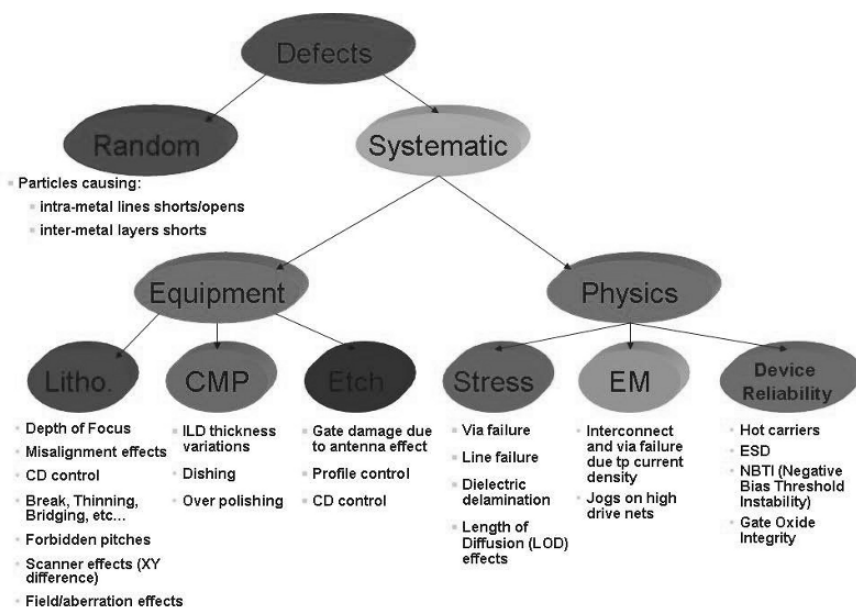 Defects
Random
Systematic
Particles causing:
intra-metal lines shorts/opens
inter-metal layers shorts
Equipment
Physics
Litho.
CMP
Etch
Stress
EM
Device
Reliability
Depth of Focus
Misalignment effects
CD control
Break, Thinning,
Bridging, etc...
Forbidden pitches
Scanner effects (XY
difference)
Field/aberration effects
ILD thickness
variations
Dishing
Over polishing
Gate damage due
to antenna effect
Profile control
CD control
Via failure
Line failure
Dielectric
delamination
Length of
Diffusion (LOD)
effects
Interconnect
and via failure
due tp current
density
Jogs on high
drive nets
Hot carriers
ESD
NBTI (Negative
Bias Threshold
Instability)
Gate Oxide
Integrity